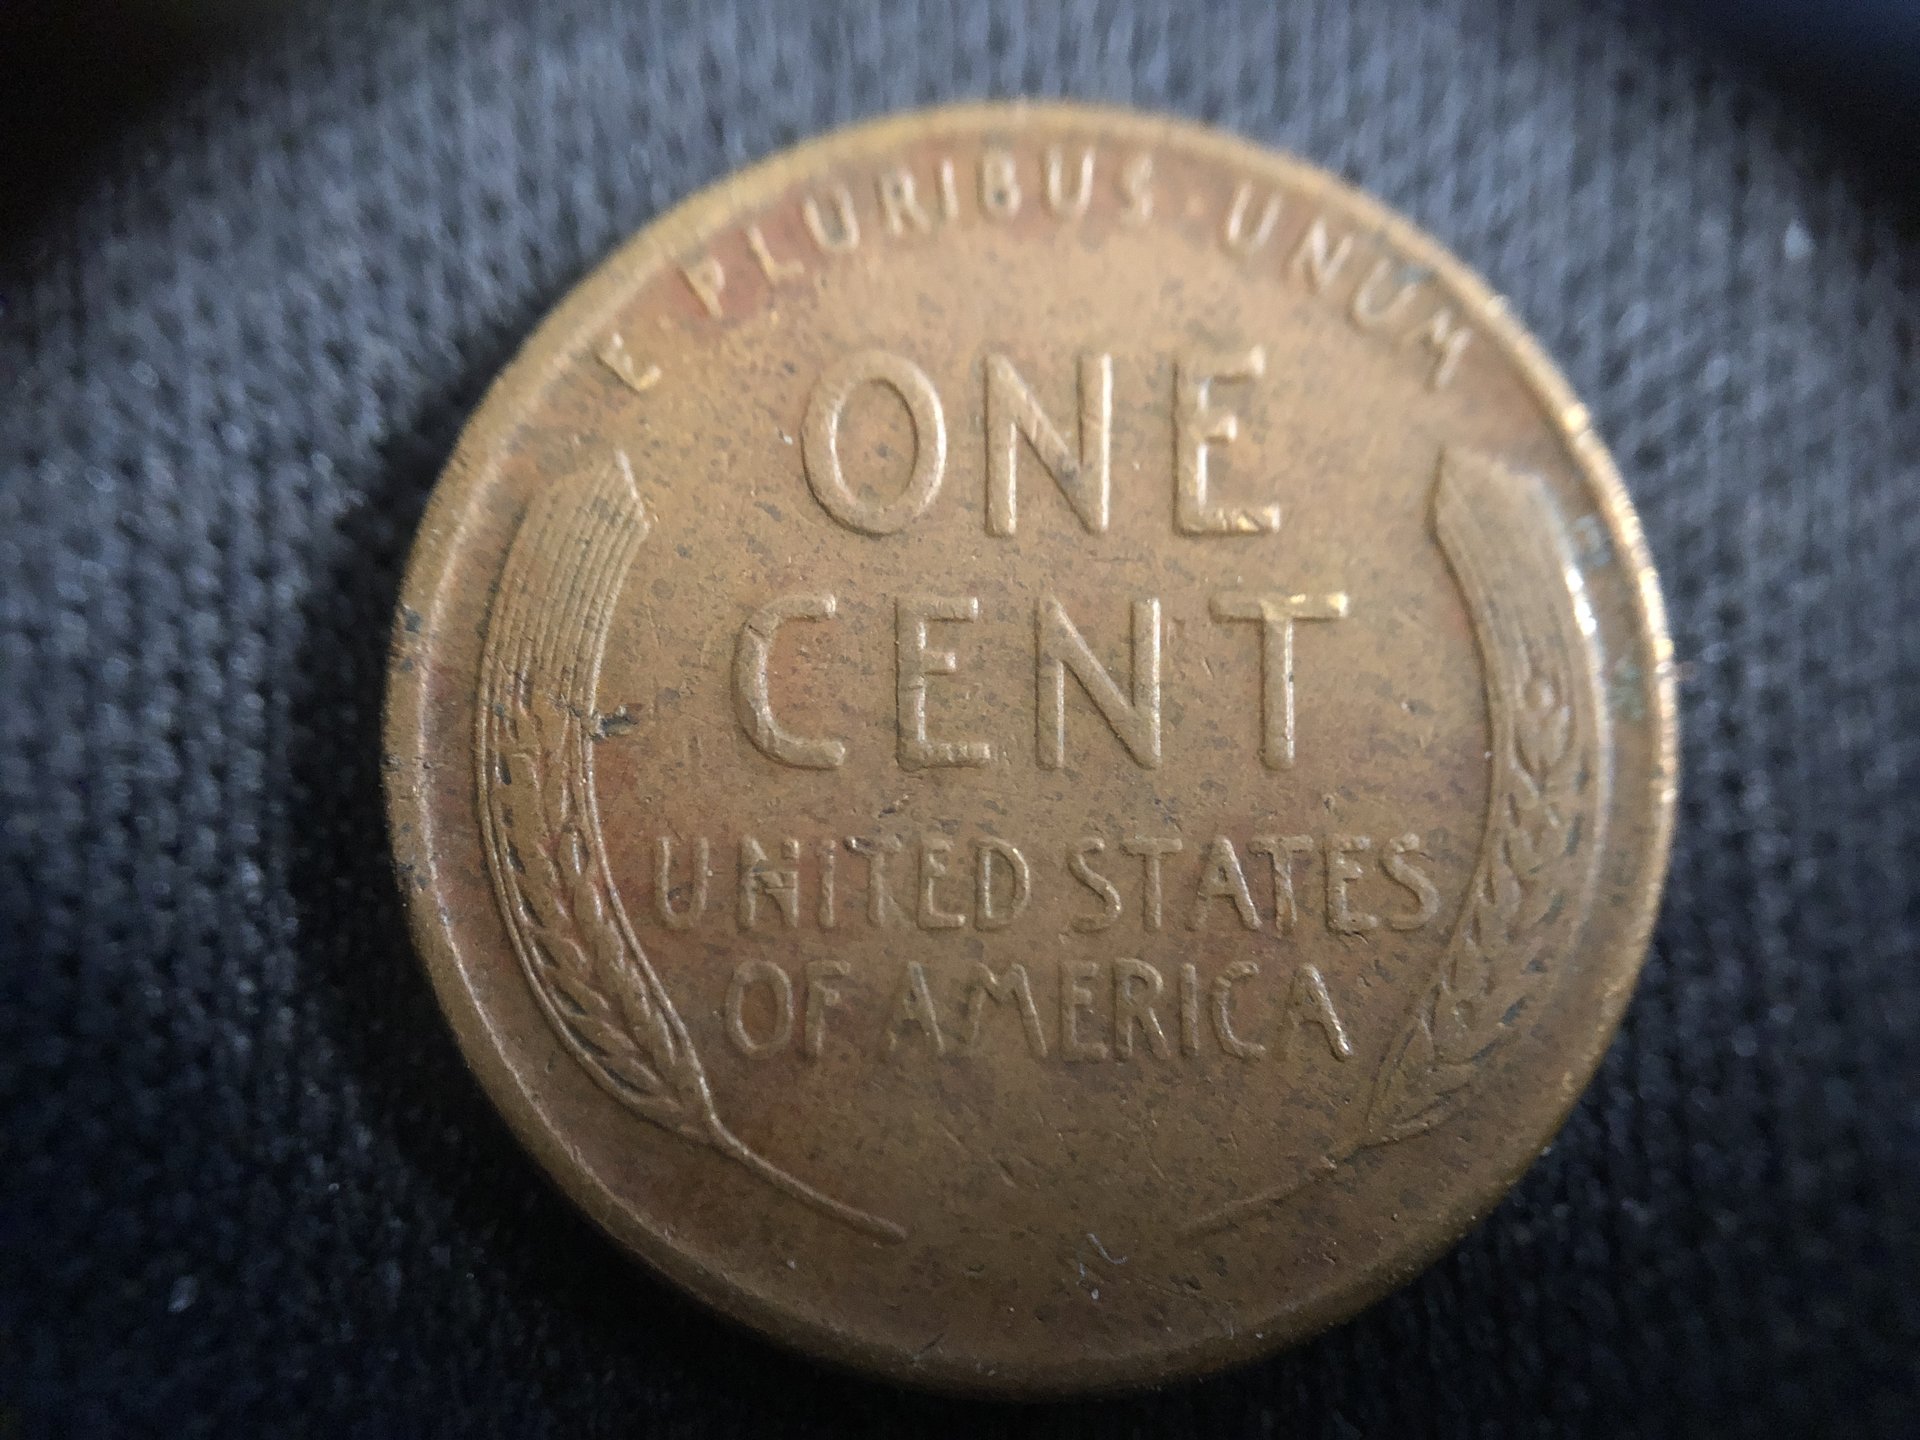 E · PLURIBUS · UNUM
ONE
CENT
UNITED STATES
OF AMERICA